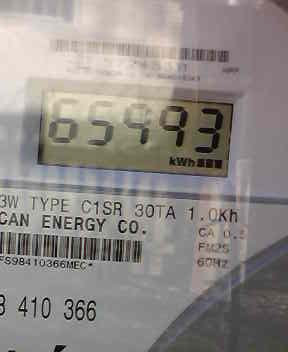 65993
kWh
3W TYPE C1SR 30TA 1.0Kh
CAN ENERGY CO.
CA 0.5
FM2S
60Hz
FS98410366MEC*
8 410 366